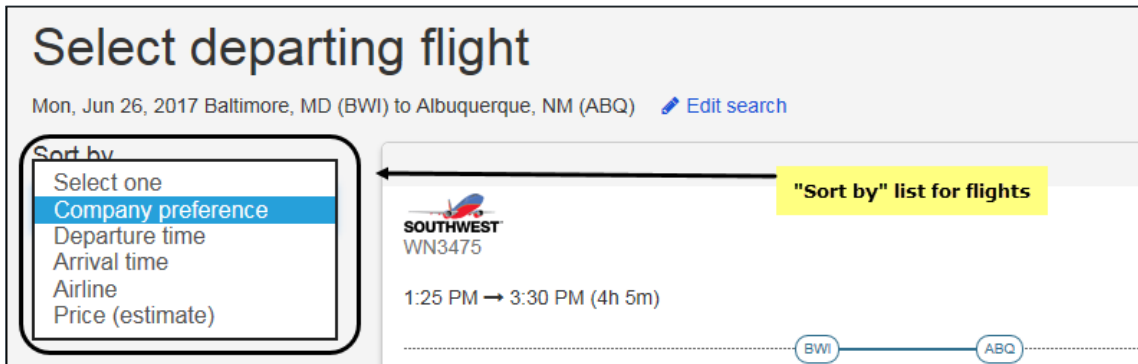 Select departing flight
Mon, Jun 26, 2017 Baltimore, MD (BWI) to Albuquerque, NM (ABQ) Edit search
Sort by
Select one
Company preference
Departure time
Arrival time
Airline
Price (estimate)
"Sort by" list for flights
SOUTHWEST
WN3475
1:25 PM → 3:30 PM (4h 5m)
BWI ABQ